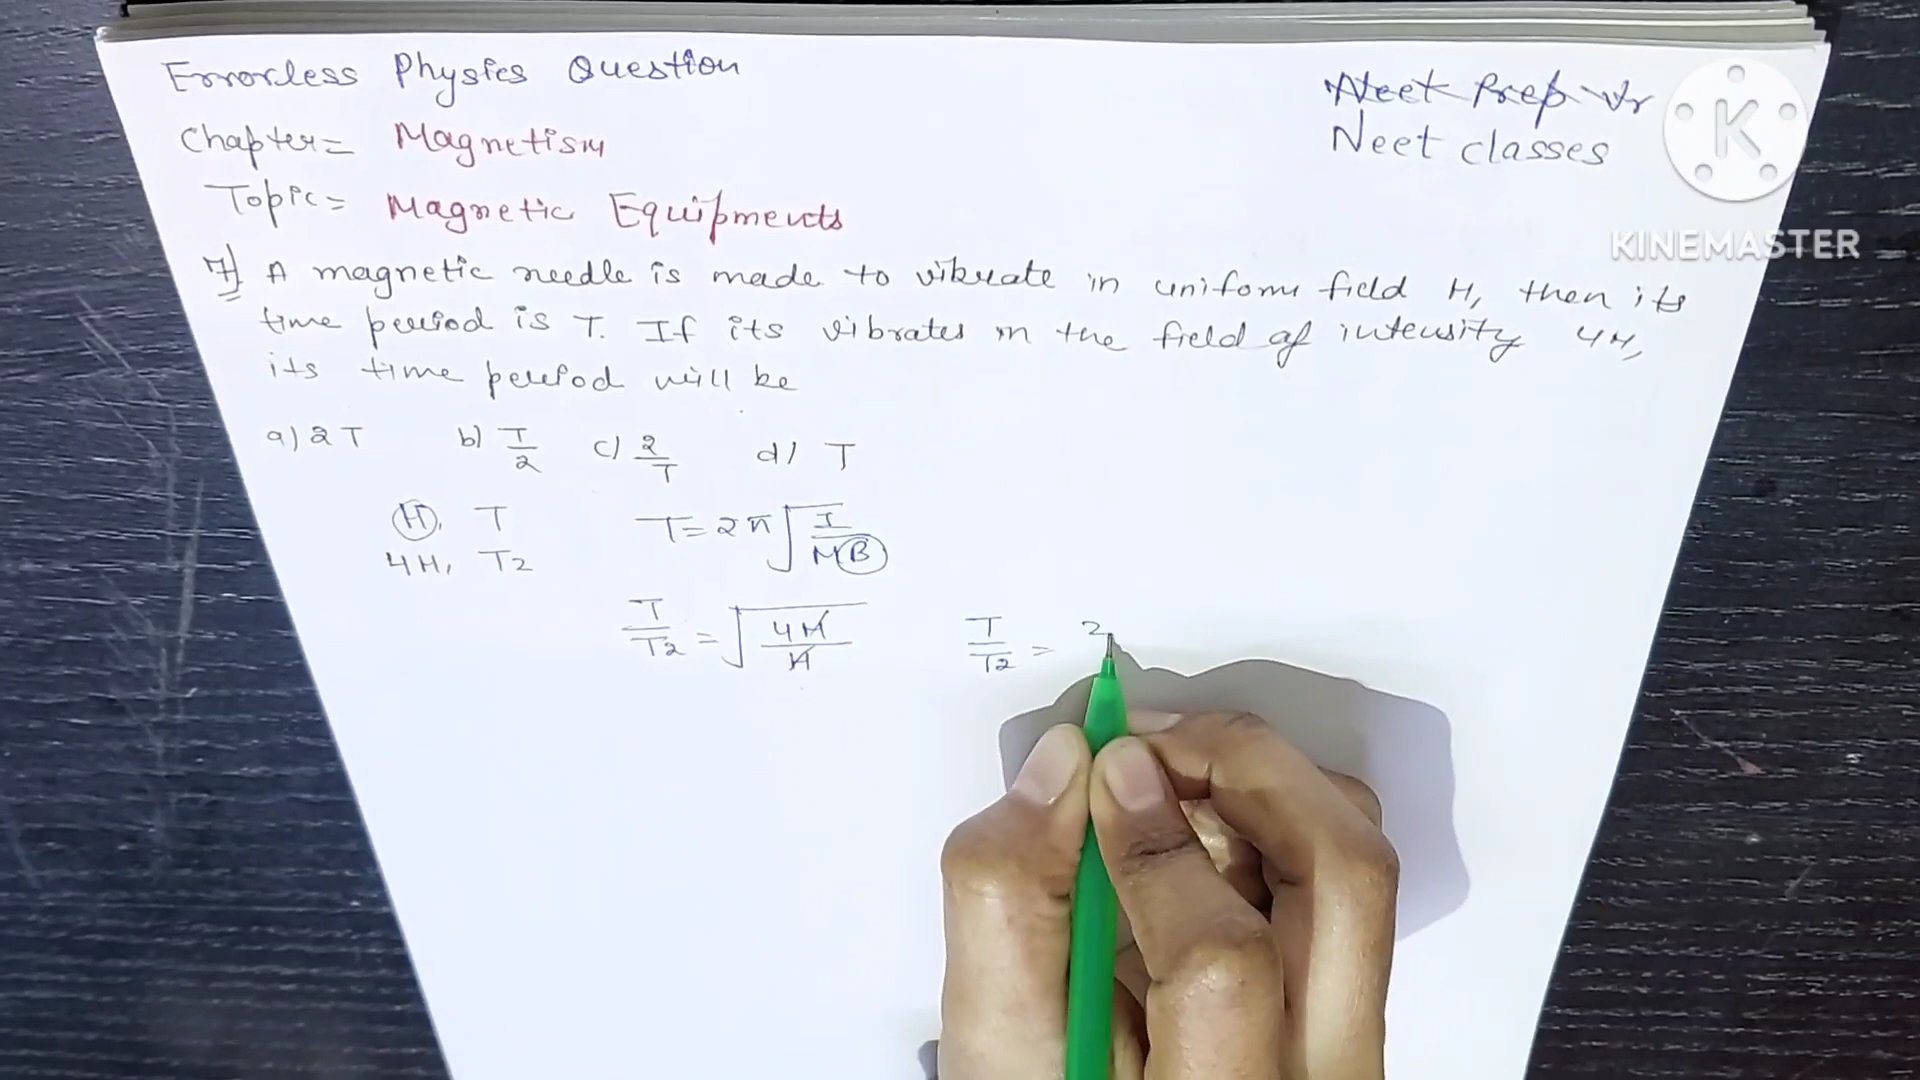 Errorless Physics Question
Neet Prep Vr
Neet classes
K
KINEMASTER
Chapter = Magnetism
Topic = Magnetic Equipments
7) A magnetic needle is made to vibrate in uniform field H, then its
time period is T. If its vibrates in the field of intensity 4H,
its time period will be
a) 2T b) T/2 c) 2/T d) T
H, T T = 2π√(I/MB)
4H, T2
T/T2 = √(4H/H) T/T2 = 2